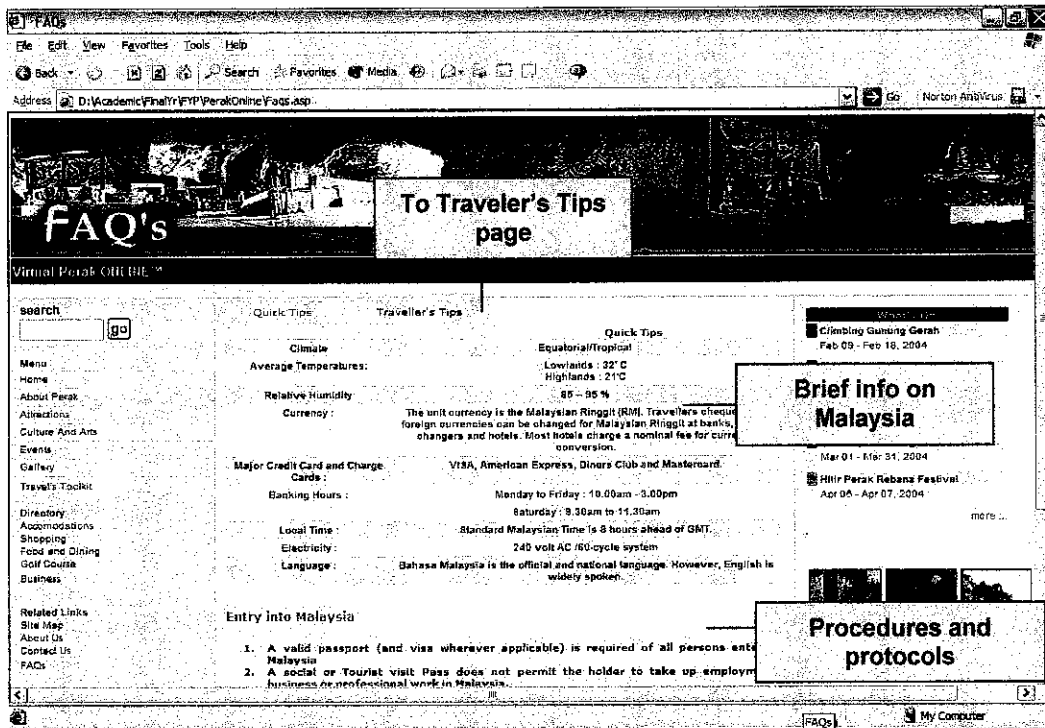 FAQs
File Edit View Favorites Tools Help
Back Search Favorites Media
Address D:\Academic\FinalYr\FYP\PerakOnline\Faqs.asp Go Norton AntiVirus
FAQ's
To Traveler's Tips
page
Virtual Perak ONLINE™
search
go
Menu
Home
About Perak
Attractions
Culture And Arts
Events
Gallery
Travel's Toolkit
Directory
Accomodations
Shopping
Food and Dining
Golf Course
Business
Related Links
Site Map
About Us
Contact Us
FAQs
Quick Tips Traveller's Tips
Quick Tips
Climate Equatorial/Tropical
Average Temperatures: Lowlands : 32°C
Highlands : 21°C
Relative Humidity 85 – 95 %
Currency : The unit currency is the Malaysian Ringgit (RM). Travellers cheque
foreign currencies can be changed for Malaysian Ringgit at banks,
changers and hotels. Most hotels charge a nominal fee for curre
conversion.
Major Credit Card and Charge
Cards : VISA, American Express, Diners Club and Mastercard.
Banking Hours : Monday to Friday : 10.00am - 3.00pm
Saturday : 9.30am to 11.30am
Local Time : Standard Malaysian Time is 8 hours ahead of GMT.
Electricity : 240 volt AC /50-cycle system
Language : Bahasa Malaysia is the official and national language. However, English is
widely spoken.
Entry into Malaysia
1. A valid passport (and visa wherever applicable) is required of all persons ente
Malaysia
2. A social or Tourist visit Pass does not permit the holder to take up employm
business or professional work in Malaysia.
Climbing Gunung Gerah
Feb 09 - Feb 18, 2004
Brief info on
Malaysia
Mar 01 - Mar 31, 2004
Hilir Perak Rebana Festival
Apr 06 - Apr 07, 2004
more ...
Procedures and
protocols
FAQs My Computer